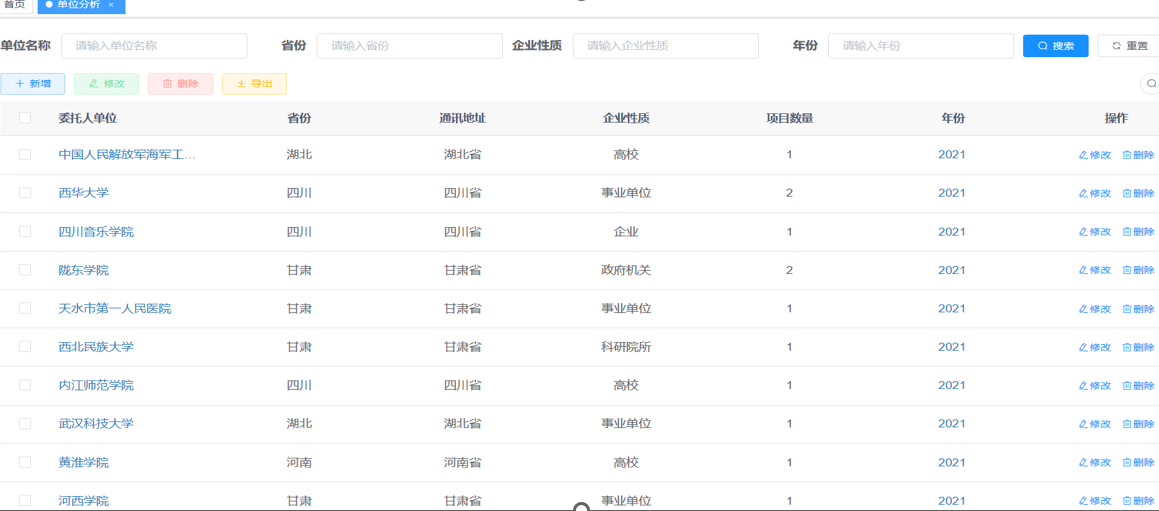 首页 单位分析 ×
单位名称 请输入单位名称 省份 请输入省份 企业性质 请输入企业性质 年份 请输入年份 搜索 重置
+ 新增 修改 删除 导出
委托人单位 省份 通讯地址 企业性质 项目数量 年份 操作
中国人民解放军海军工... 湖北 湖北省 高校 1 2021 修改 删除
西华大学 四川 四川省 事业单位 2 2021 修改 删除
四川音乐学院 四川 四川省 企业 1 2021 修改 删除
陇东学院 甘肃 甘肃省 政府机关 2 2021 修改 删除
天水市第一人民医院 甘肃 甘肃省 事业单位 1 2021 修改 删除
西北民族大学 甘肃 甘肃省 科研院所 1 2021 修改 删除
内江师范学院 四川 四川省 高校 1 2021 修改 删除
武汉科技大学 湖北 湖北省 事业单位 1 2021 修改 删除
黄淮学院 河南 河南省 高校 1 2021 修改 删除
河西学院 甘肃 甘肃省 事业单位 1 2021 修改 删除